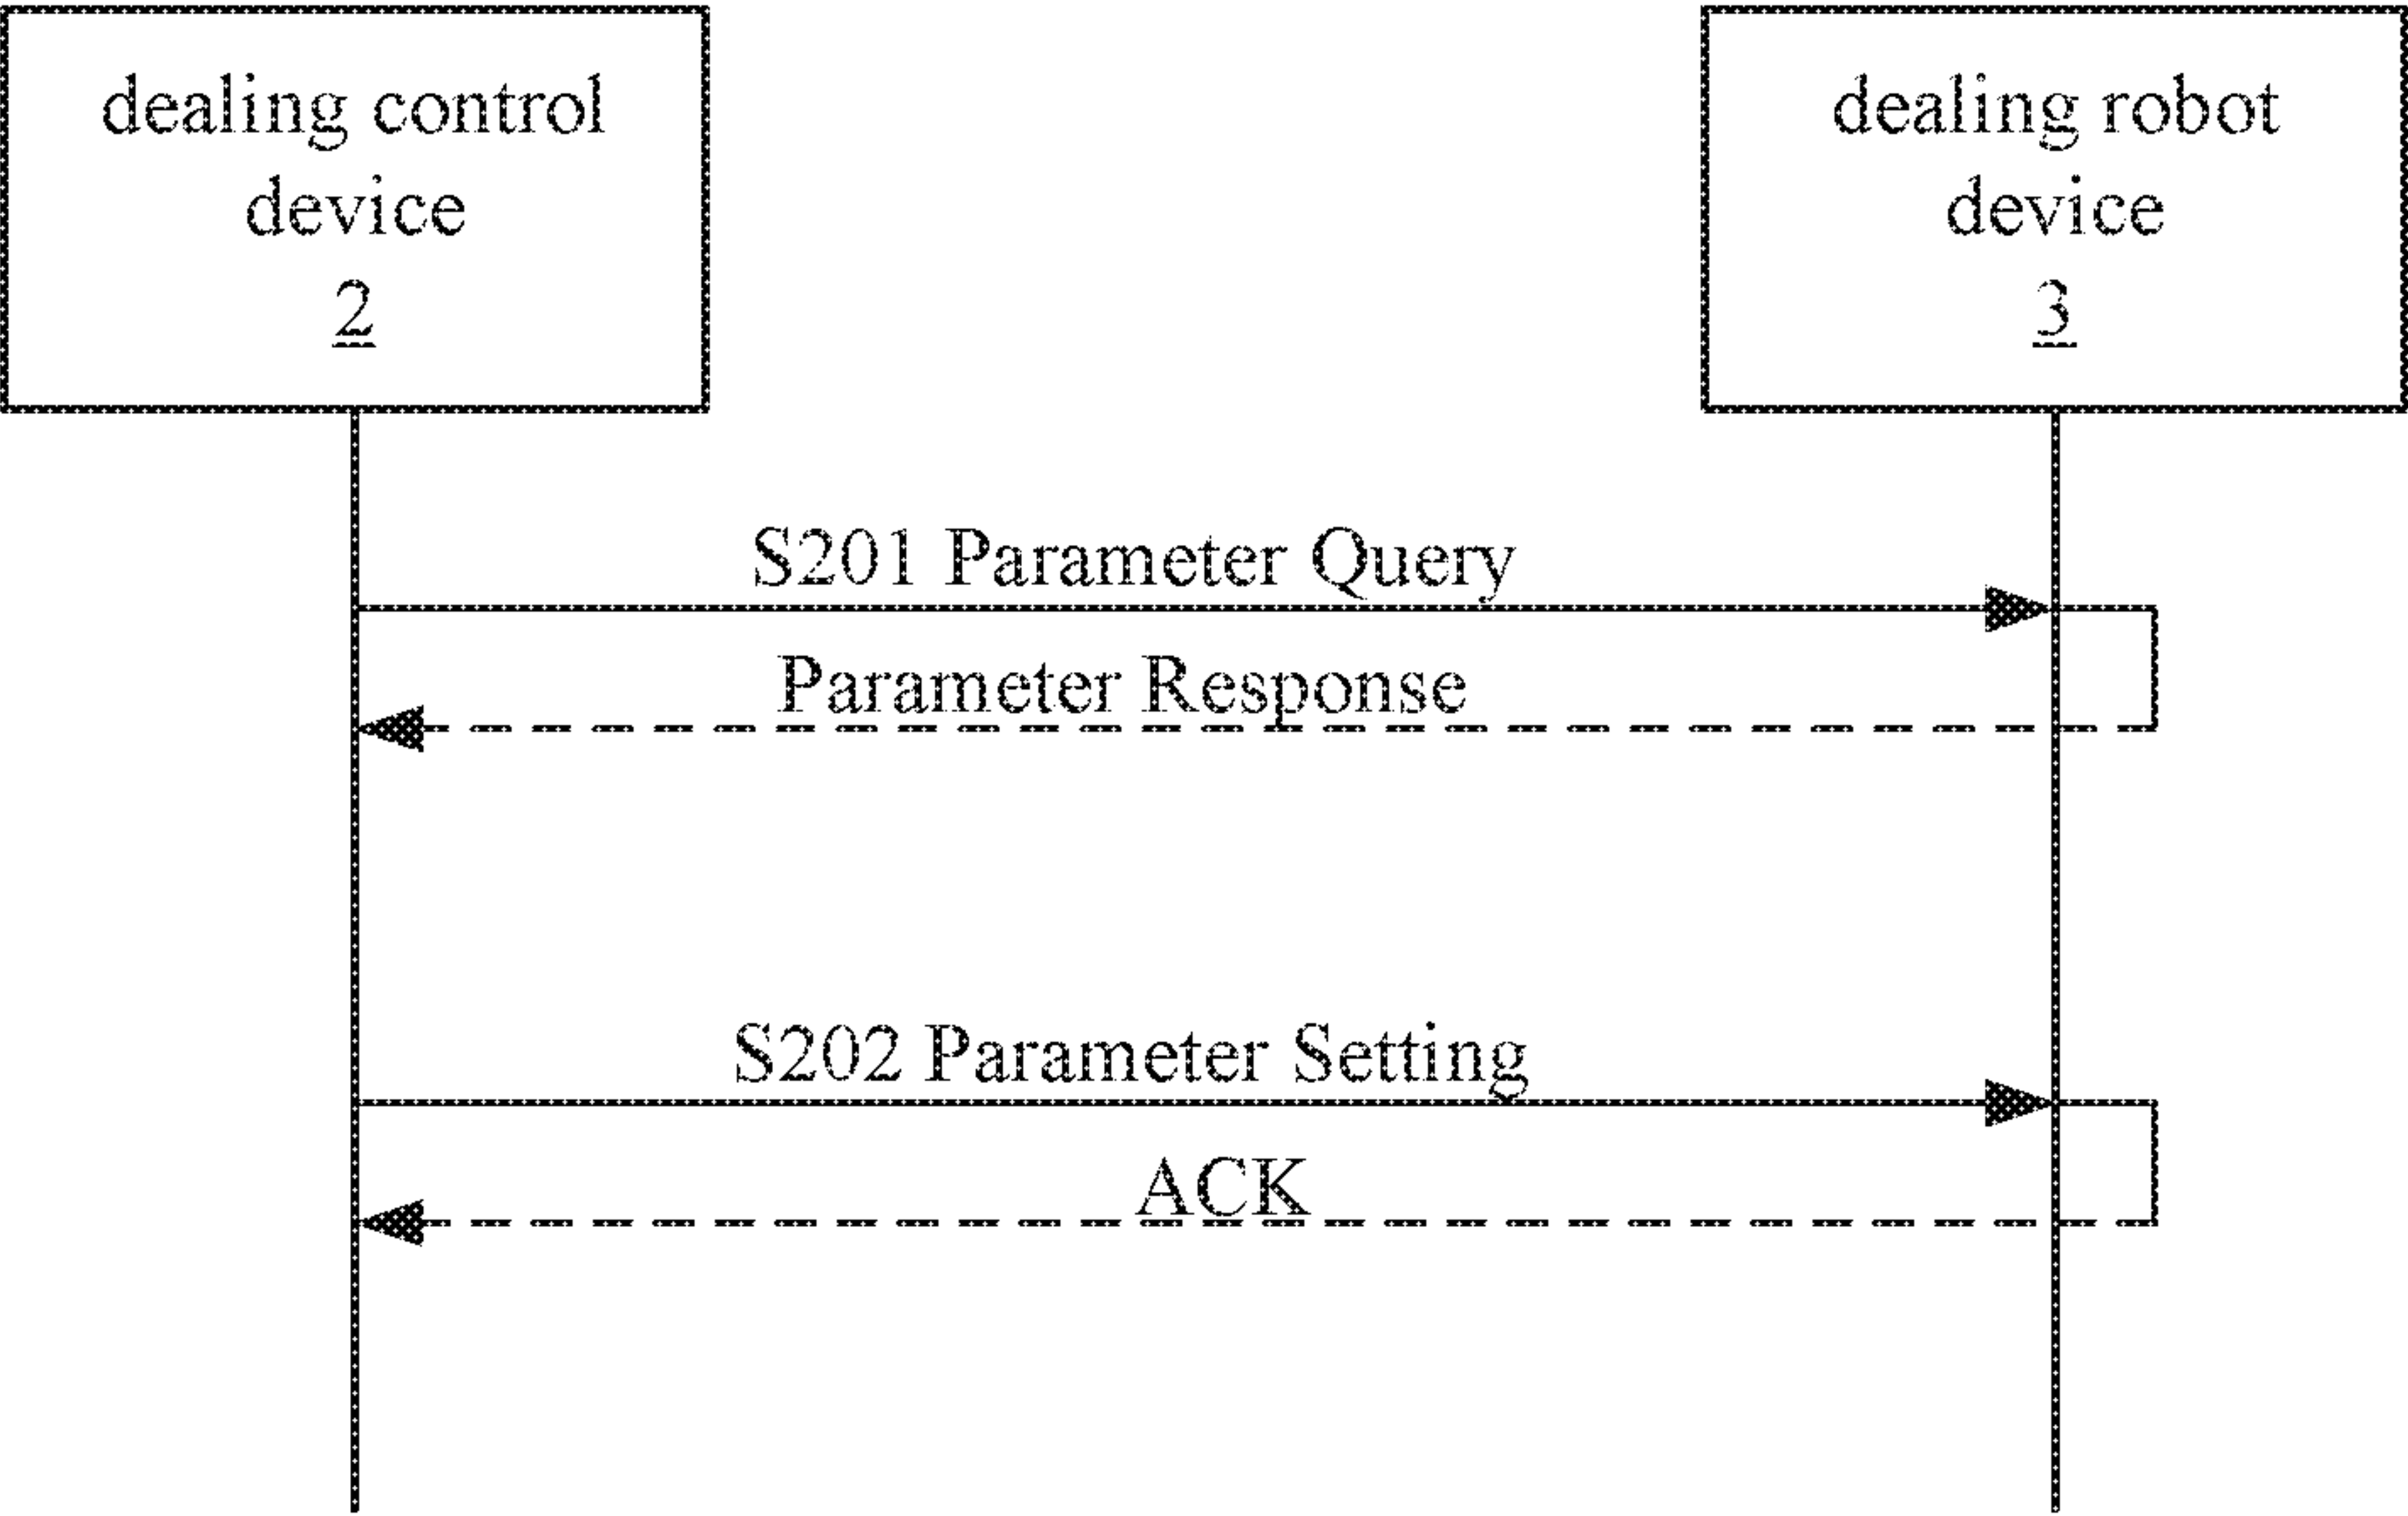 dealing control
device
2
dealing robot
device
3
S201 Parameter Query
Parameter Response
S202 Parameter Setting
ACK